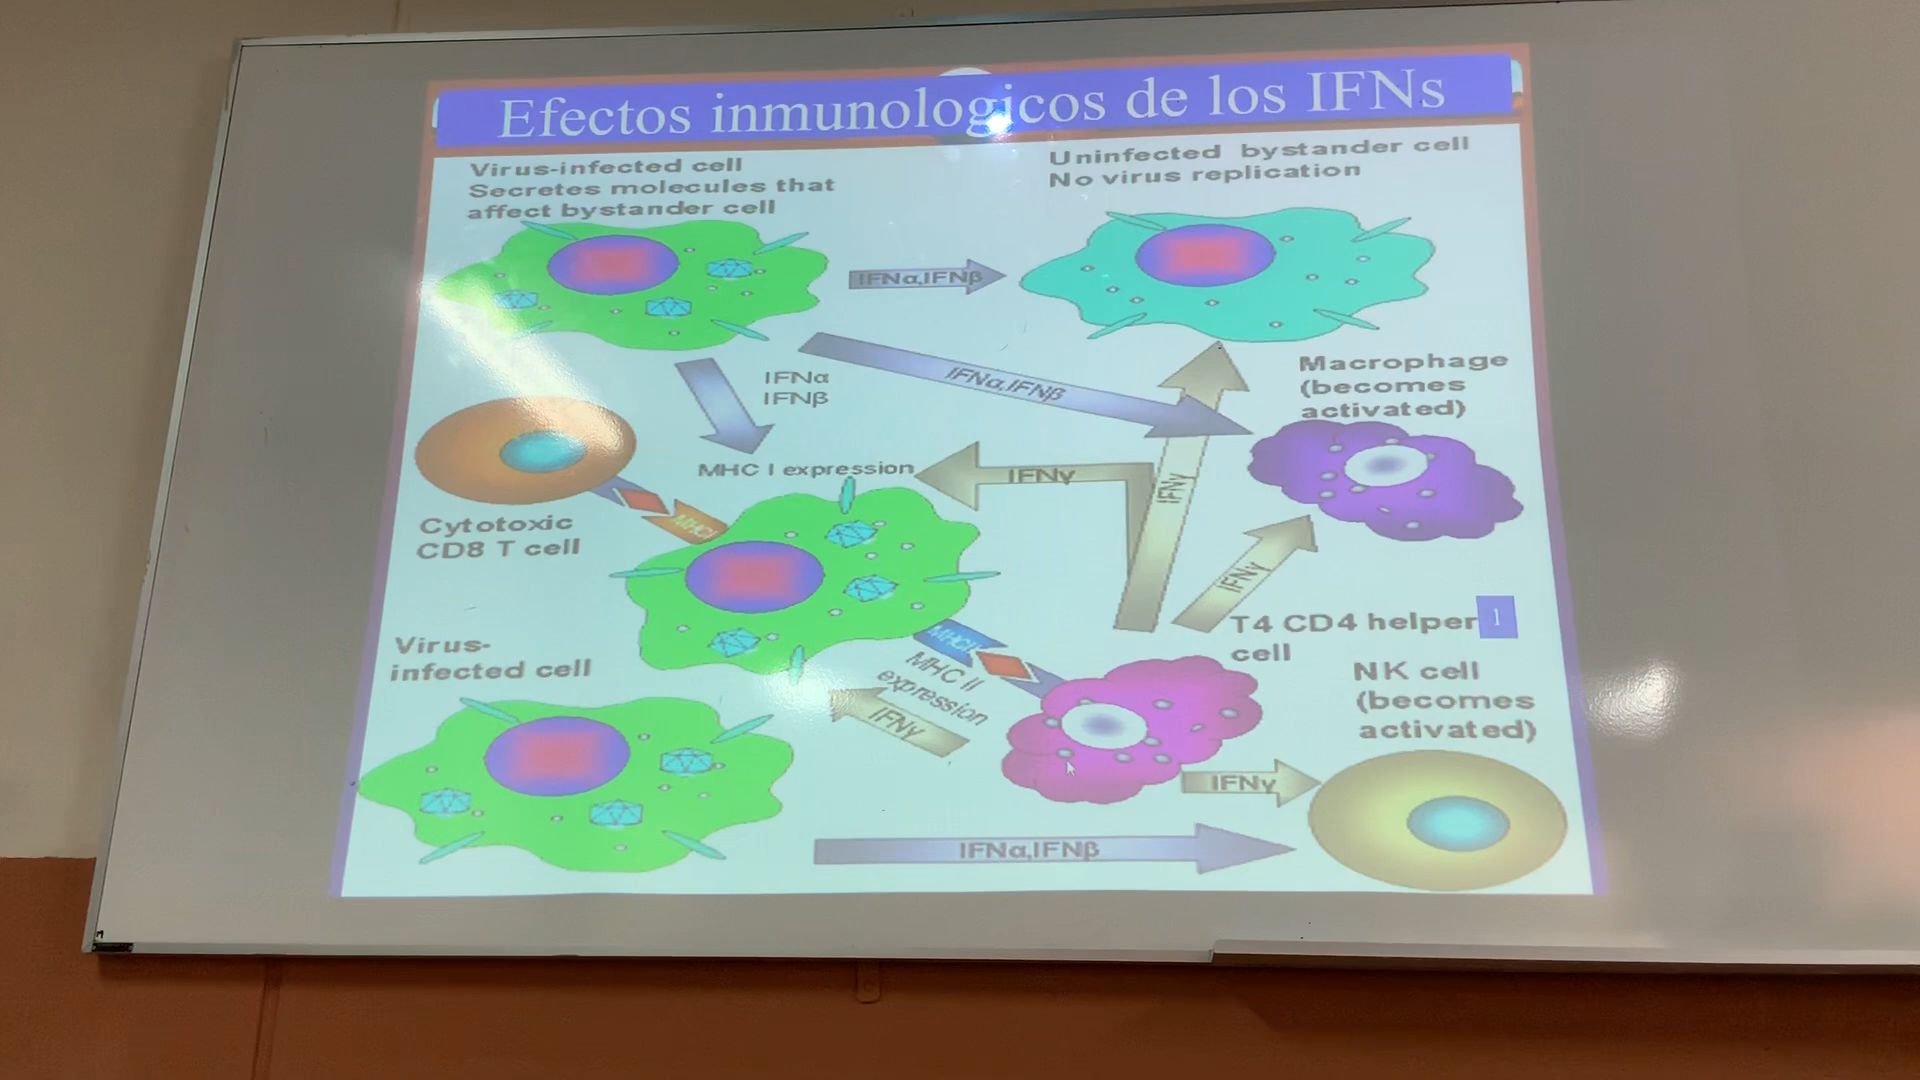 Efectos inmunologicos de los IFNs
Virus-infected cell
Secretes molecules that
affect bystander cell
Uninfected bystander cell
No virus replication
IFNα,IFNβ
IFNα
IFNβ
IFNα,IFNβ
Macrophage
(becomes
activated)
MHC I expression
IFNγ
IFNγ
IFNγ
MHCI
Cytotoxic
CD8 T cell
T4 CD4 helper
cell
1
Virus-
infected cell
MHCII
MHC II
expression
IFNγ
NK cell
(becomes
activated)
IFNγ
IFNα,IFNβ